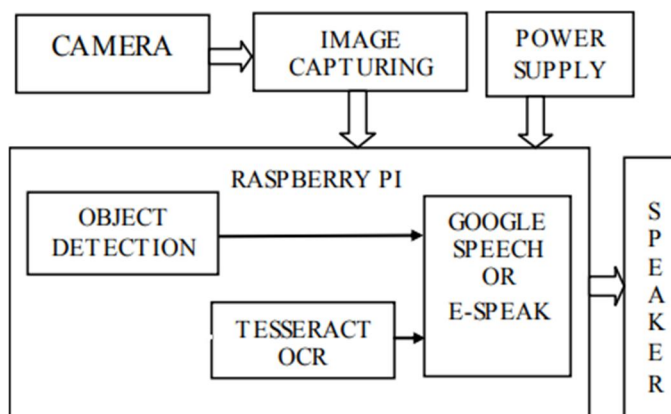 CAMERA
IMAGE
CAPTURING
POWER
SUPPLY
RASPBERRY PI
OBJECT
DETECTION
GOOGLE
SPEECH
OR
E-SPEAK
TESSERACT
OCR
S
P
E
A
K
E
R